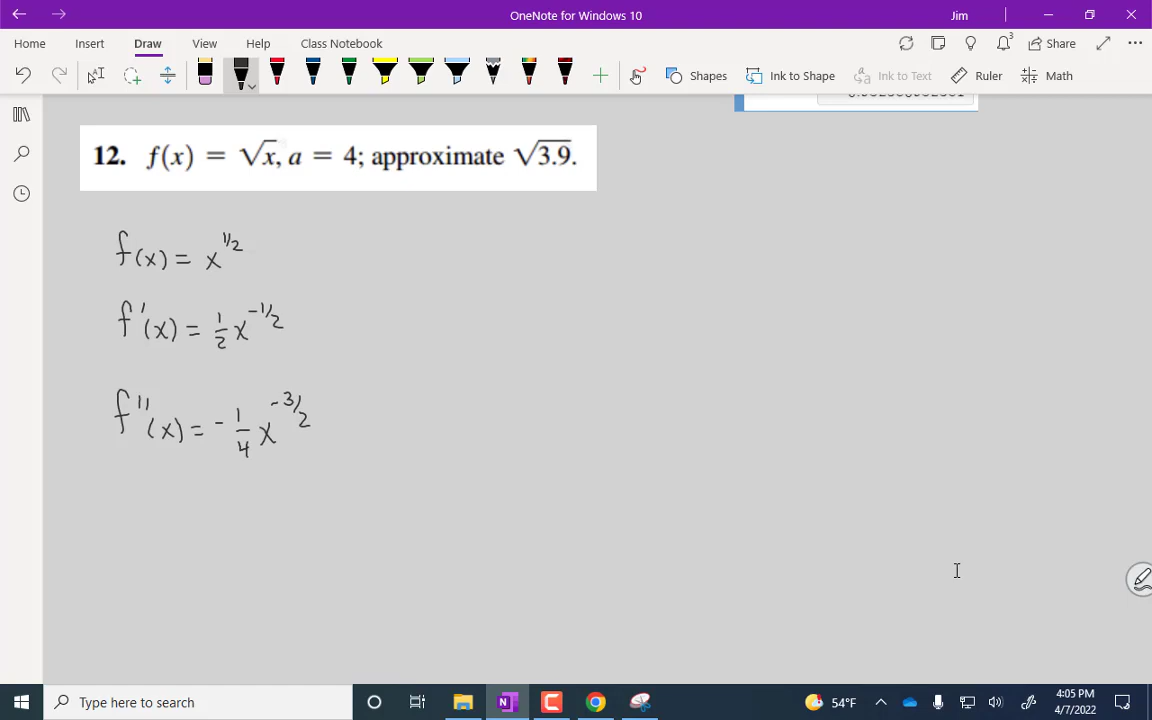 OneNote for Windows 10
Jim
Home Insert Draw View Help Class Notebook
3
Share
Shapes Ink to Shape Ink to Text Ruler Math
12. f(x) = √x, a = 4; approximate √3.9.
f(x) = x^1/2
f'(x) = 1/2 x^-1/2
f''(x) = -1/4 x^-3/2
Type here to search
54°F
4:05 PM
4/7/2022